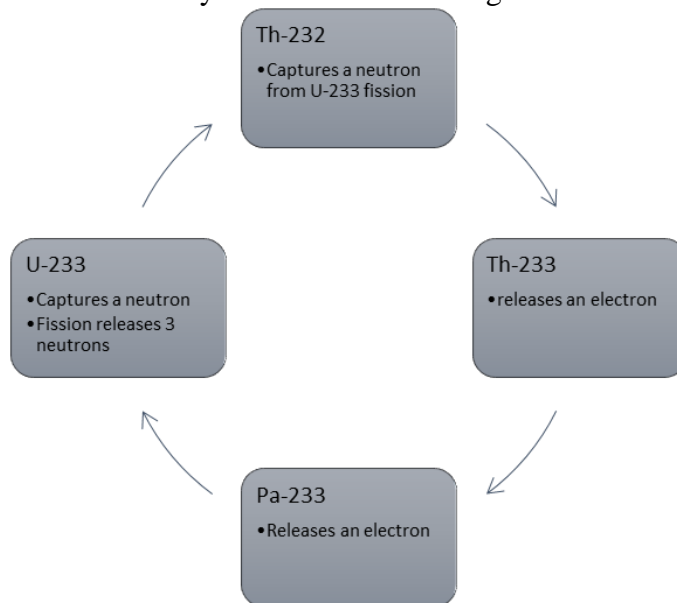 Th-232
•Captures a neutron
from U-233 fission
Th-233
•releases an electron
Pa-233
•Releases an electron
U-233
•Captures a neutron
•Fission releases 3
neutrons